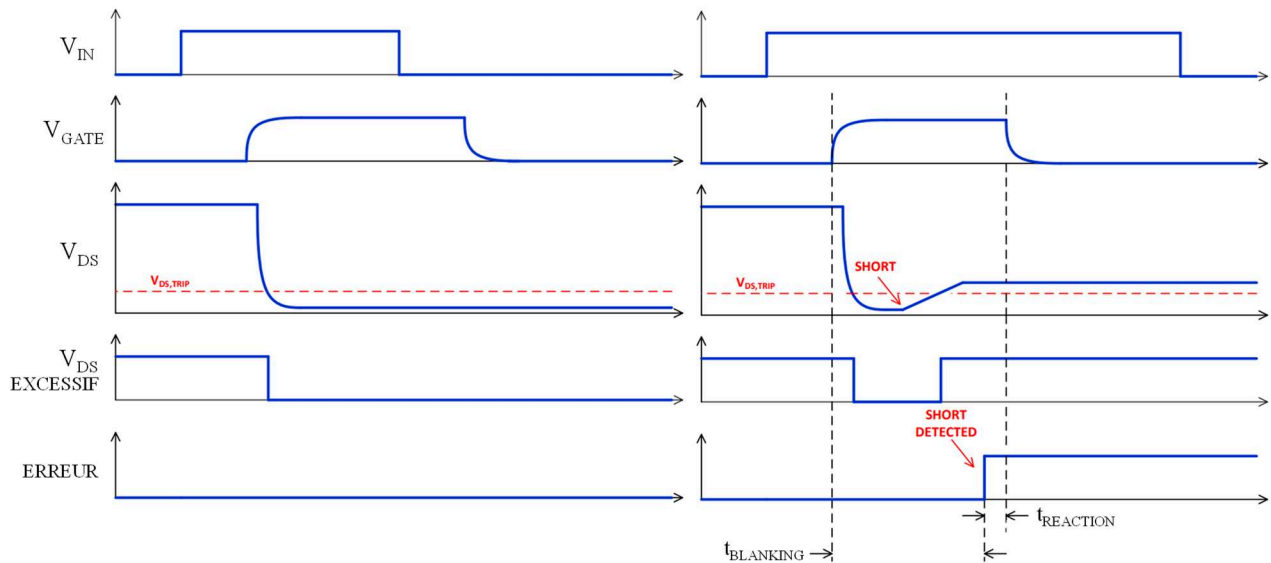 V_IN
V_GATE
V_DS
V_DS,TRIP
SHORT
V_DS,TRIP
V_DS
EXCESSIF
SHORT
DETECTED
ERREUR
t_REACTION
t_BLANKING